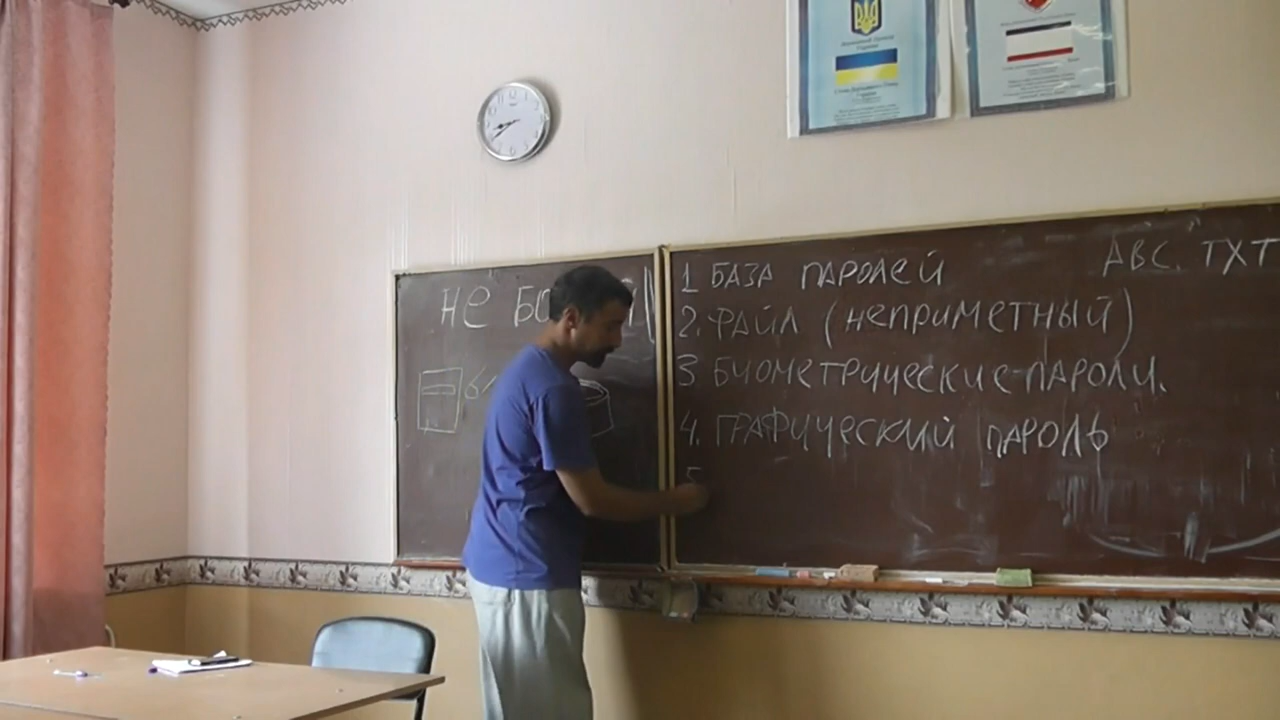 НЕ БО
1 БАЗА ПАРОЛЕЙ
АВС. ТХТ
2. ФАЙЛ (неприметный)
3 БИОМЕТРИЧЕСКИЕ ПАРОЛИ.
4. ГРАФИЧЕСКИЙ ПАРОЛЬ
5